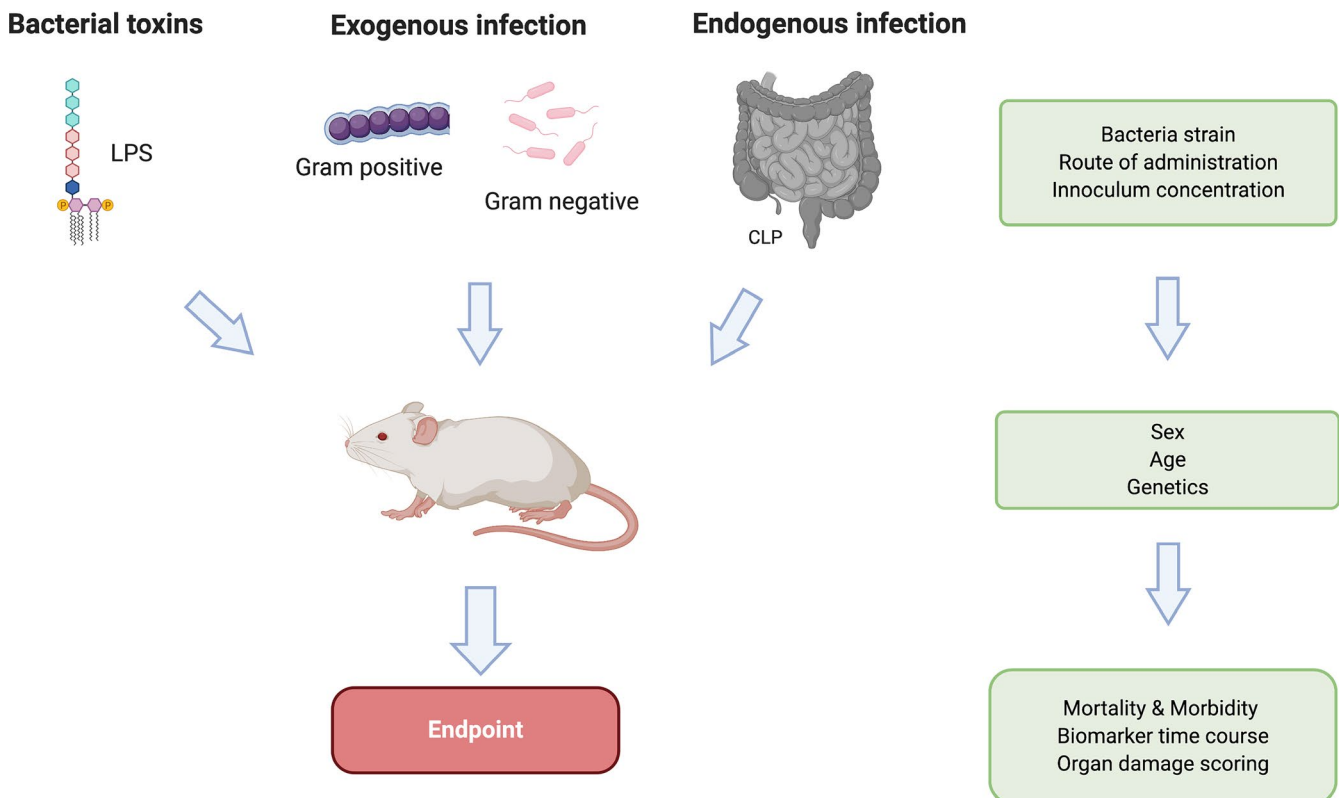 Bacterial toxins
Exogenous infection
Endogenous infection
LPS
P
P
Gram positive
Gram negative
CLP
Bacteria strain
Route of administration
Innoculum concentration
Sex
Age
Genetics
Endpoint
Mortality & Morbidity
Biomarker time course
Organ damage scoring